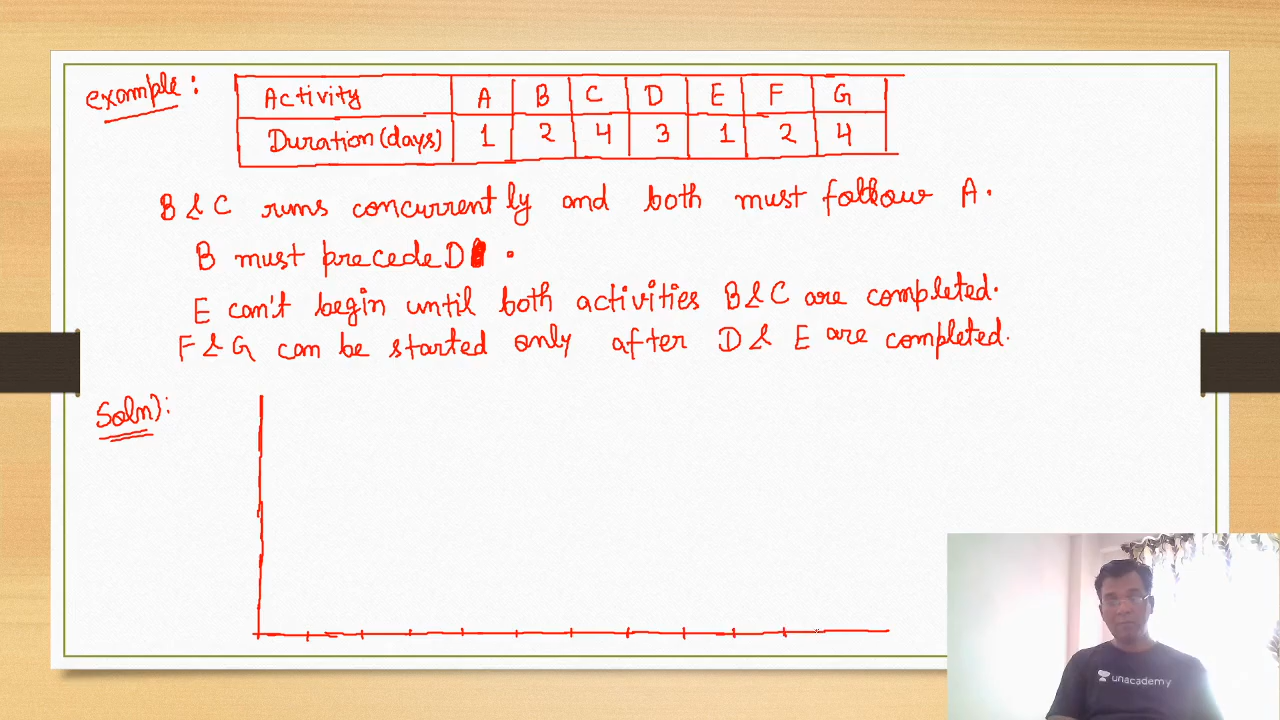 example: Activity A B C D E F G
Duration (days) 1 2 4 3 1 2 4
B & C runs concurrently and both must follow A.
B must precede D .
E can't begin until both activities B & C are completed.
F & G can be started only after D & E are completed.
Soln):
unacademy